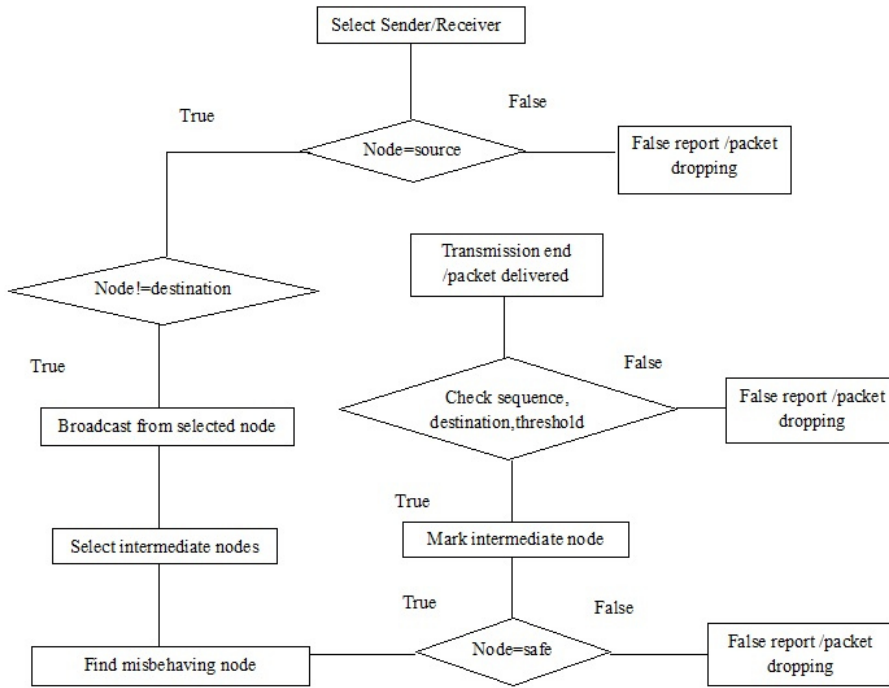 Select Sender/Receiver
False
True
Node=source
False report /packet
dropping
Transmission end
/packet delivered
Node!=destination
True
False
Check sequence,
destination,threshold
False report /packet
dropping
Broadcast from selected node
True
Select intermediate nodes
Mark intermediate node
True
False
Find misbehaving node
Node=safe
False report /packet
dropping